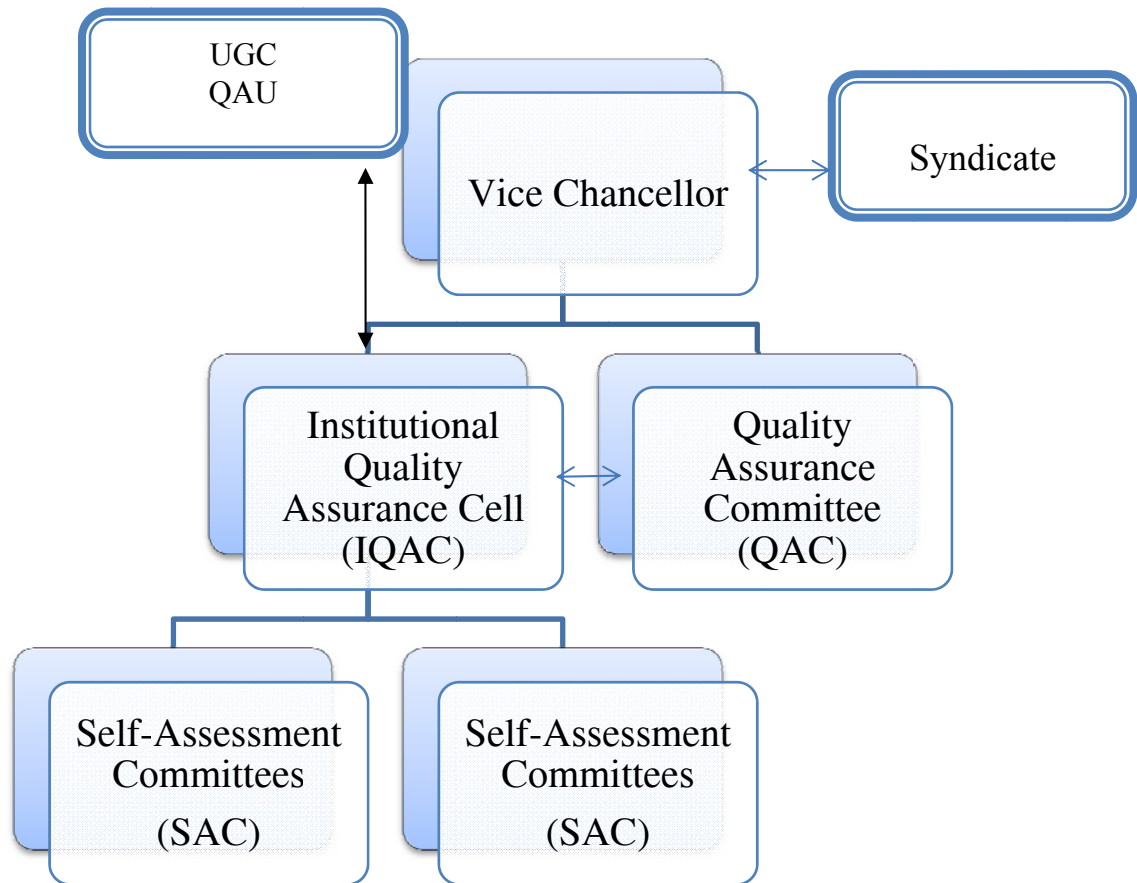 UGC
QAU
Vice Chancellor
Syndicate
Institutional
Quality
Assurance Cell
(IQAC)
Quality
Assurance
Committee
(QAC)
Self-Assessment
Committees
(SAC)
Self-Assessment
Committees
(SAC)